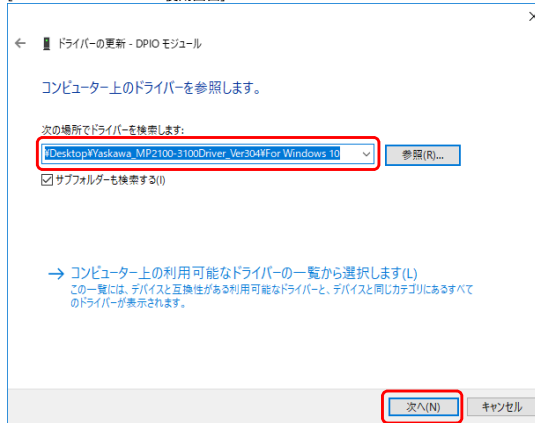 ← ドライバーの更新 - DPIO モジュール
コンピューター上のドライバーを参照します。
次の場所でドライバーを検索します:
¥Desktop¥Yaskawa_MP2100-3100Driver_Ver304¥For Windows 10
参照(R)...
サブフォルダーも検索する(I)
→ コンピューター上の利用可能なドライバーの一覧から選択します(L)
この一覧には、デバイスと互換性がある利用可能なドライバーと、デバイスと同じカテゴリにあるすべて
のドライバーが表示されます。
次へ(N)
キャンセル